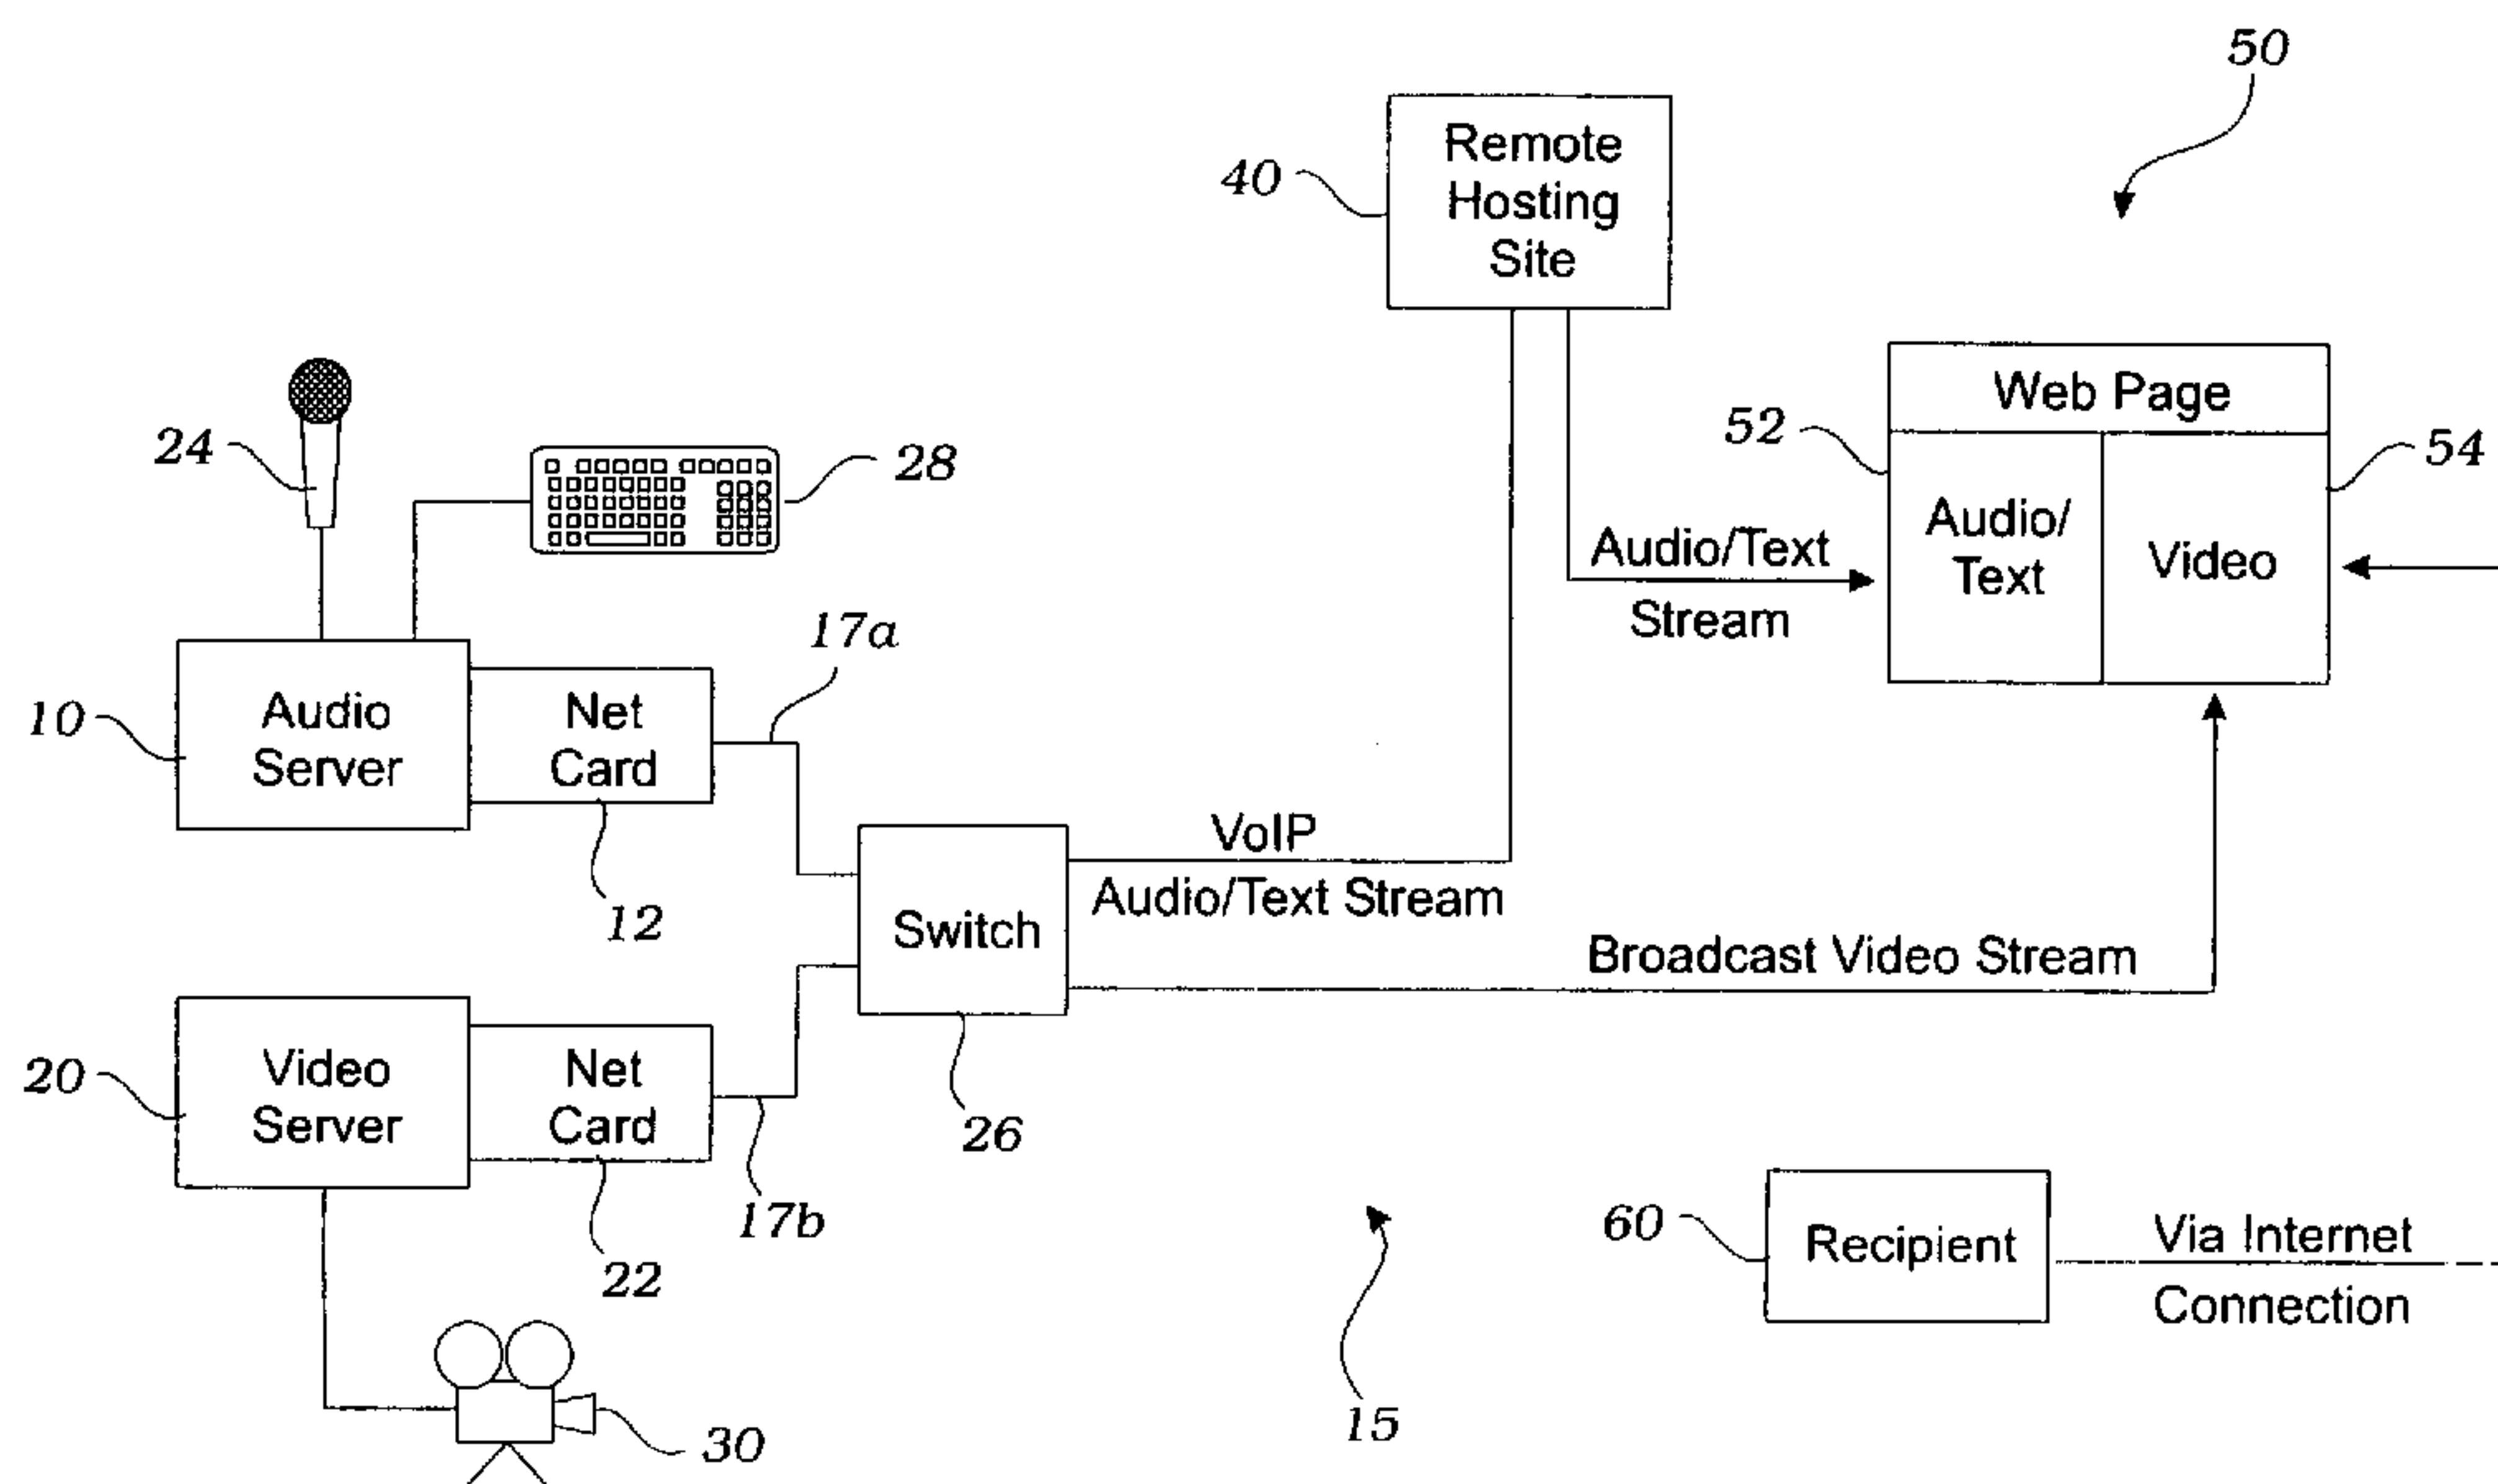 50
Remote
Hosting
Site
40
Web Page
52
54
Audio/
Text
Video
24
28
Audio/Text
Stream
17a
10
Audio
Server
Net
Card
12
VoIP
Audio/Text Stream
Switch
Broadcast Video Stream
20
Video
Server
Net
Card
26
17b
22
60
Recipient
Via Internet
Connection
15
30